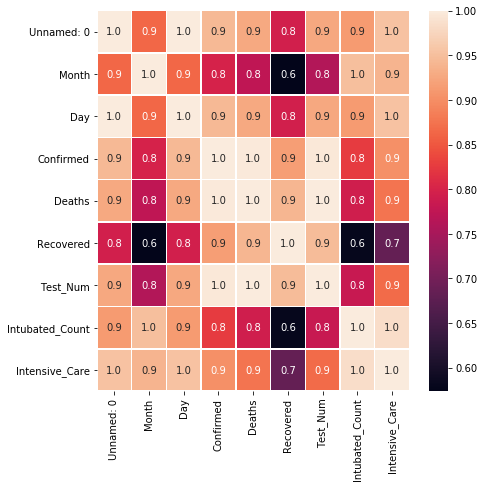 Unnamed: 0 1.0 0.9 1.0 0.9 0.9 0.8 0.9 0.9 1.0
Month 0.9 1.0 0.9 0.8 0.8 0.6 0.8 1.0 0.9
Day 1.0 0.9 1.0 0.9 0.9 0.8 0.9 0.9 1.0
Confirmed 0.9 0.8 0.9 1.0 1.0 0.9 1.0 0.8 0.9
Deaths 0.9 0.8 0.9 1.0 1.0 0.9 1.0 0.8 0.9
Recovered 0.8 0.6 0.8 0.9 0.9 1.0 0.9 0.6 0.7
Test_Num 0.9 0.8 0.9 1.0 1.0 0.9 1.0 0.8 0.9
Intubated_Count 0.9 1.0 0.9 0.8 0.8 0.6 0.8 1.0 1.0
Intensive_Care 1.0 0.9 1.0 0.9 0.9 0.7 0.9 1.0 1.0
Unnamed: 0
Month
Day
Confirmed
Deaths
Recovered
Test_Num
Intubated_Count
Intensive_Care
1.00
0.95
0.90
0.85
0.80
0.75
0.70
0.65
0.60